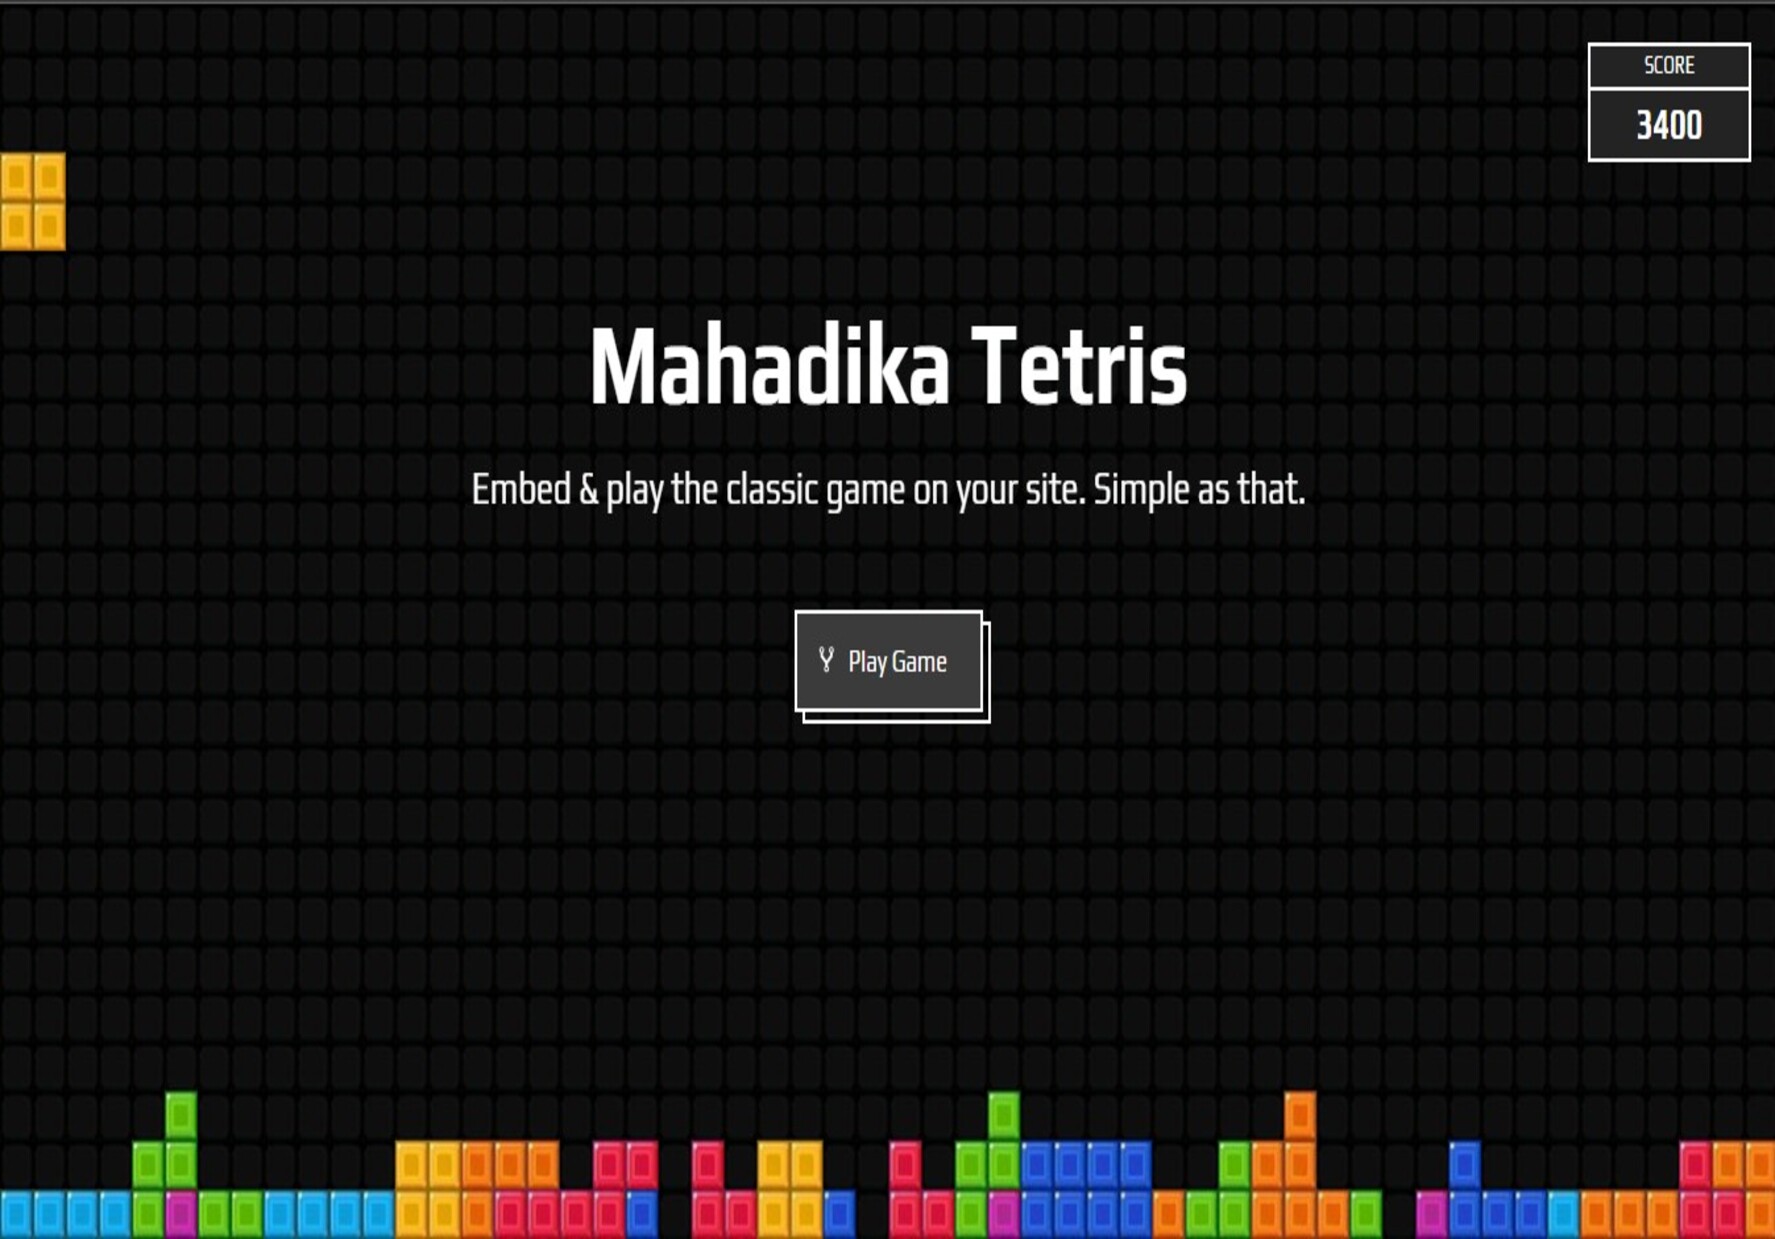 SCORE
3400
Mahadika Tetris
Embed & play the classic game on your site. Simple as that.
Play Game